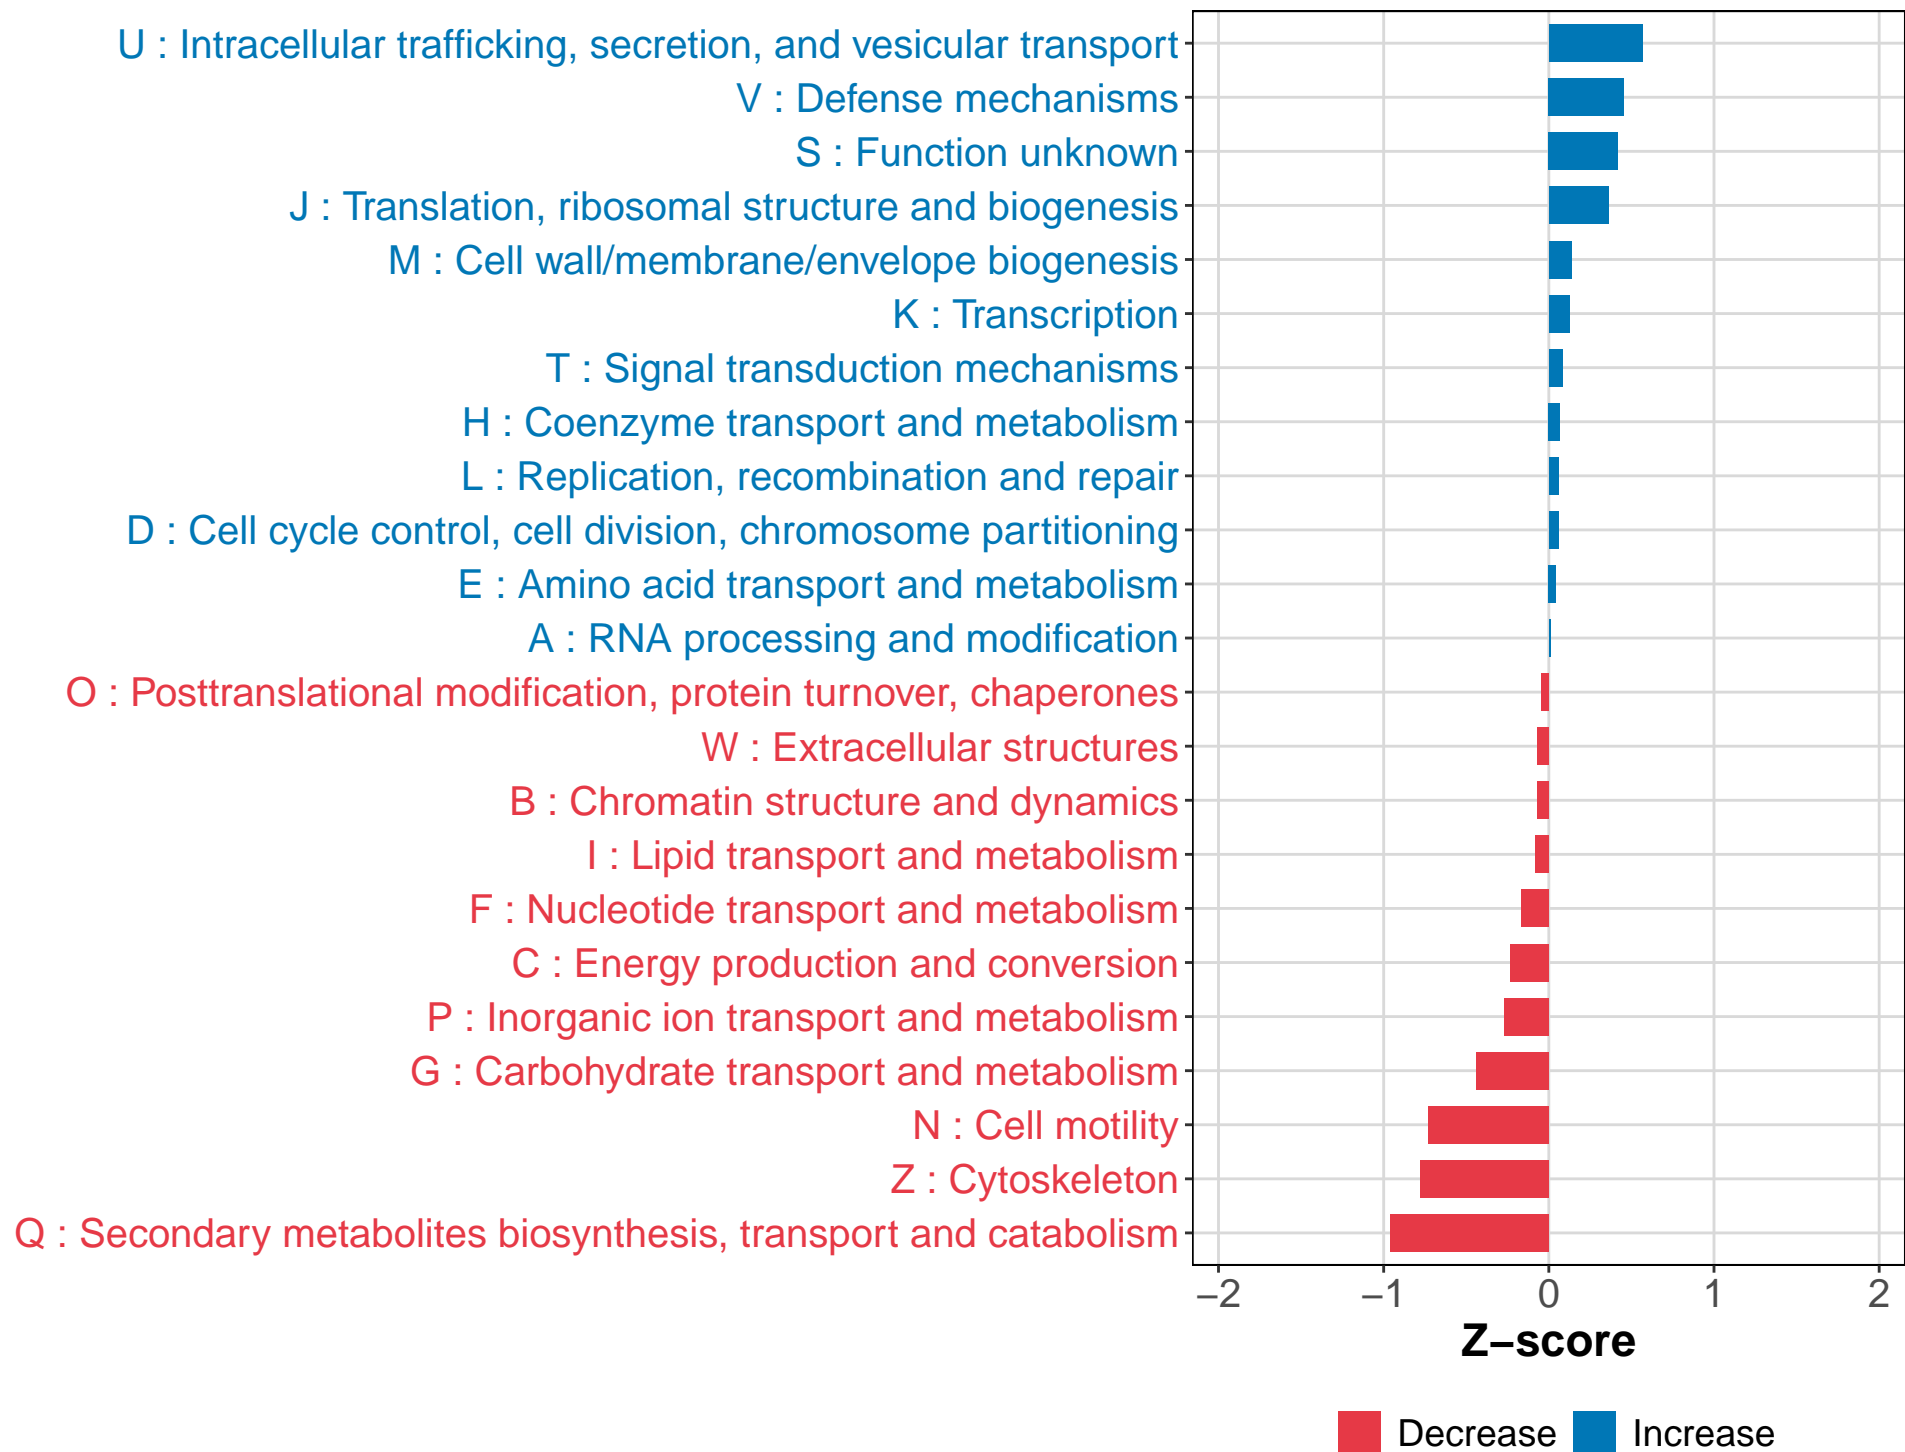 U : Intracellular trafficking, secretion, and vesicular transport
V : Defense mechanisms
S : Function unknown
J : Translation, ribosomal structure and biogenesis
M : Cell wall/membrane/envelope biogenesis
K : Transcription
T : Signal transduction mechanisms
H : Coenzyme transport and metabolism
L : Replication, recombination and repair
D : Cell cycle control, cell division, chromosome partitioning
E : Amino acid transport and metabolism
A : RNA processing and modification
O : Posttranslational modification, protein turnover, chaperones
W : Extracellular structures
B : Chromatin structure and dynamics
I : Lipid transport and metabolism
F : Nucleotide transport and metabolism
C : Energy production and conversion
P : Inorganic ion transport and metabolism
G : Carbohydrate transport and metabolism
N : Cell motility
Z : Cytoskeleton
Q : Secondary metabolites biosynthesis, transport and catabolism
−2 −1 0 1 2
Z−score
Decrease Increase